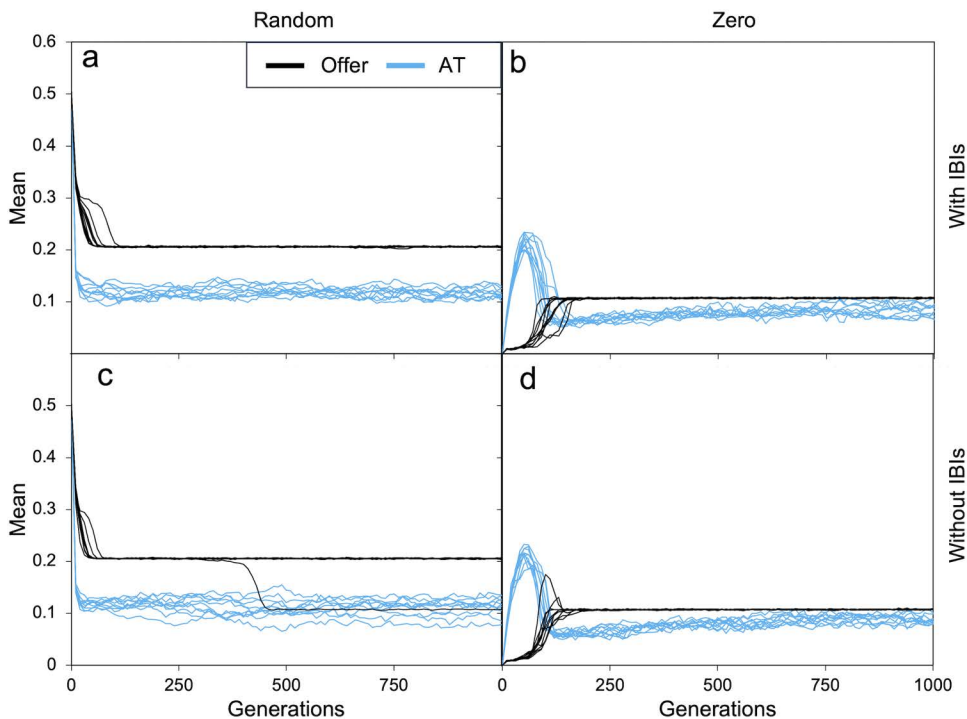 Random
Zero
a
Offer
AT
b
0.6
0.5
0.4
0.3
0.2
0.1
Mean
With IBIs
c
d
0.5
0.4
0.3
0.2
0.1
0
Mean
Without IBIs
0 250 500 750
0 250 500 750 1000
Generations
Generations